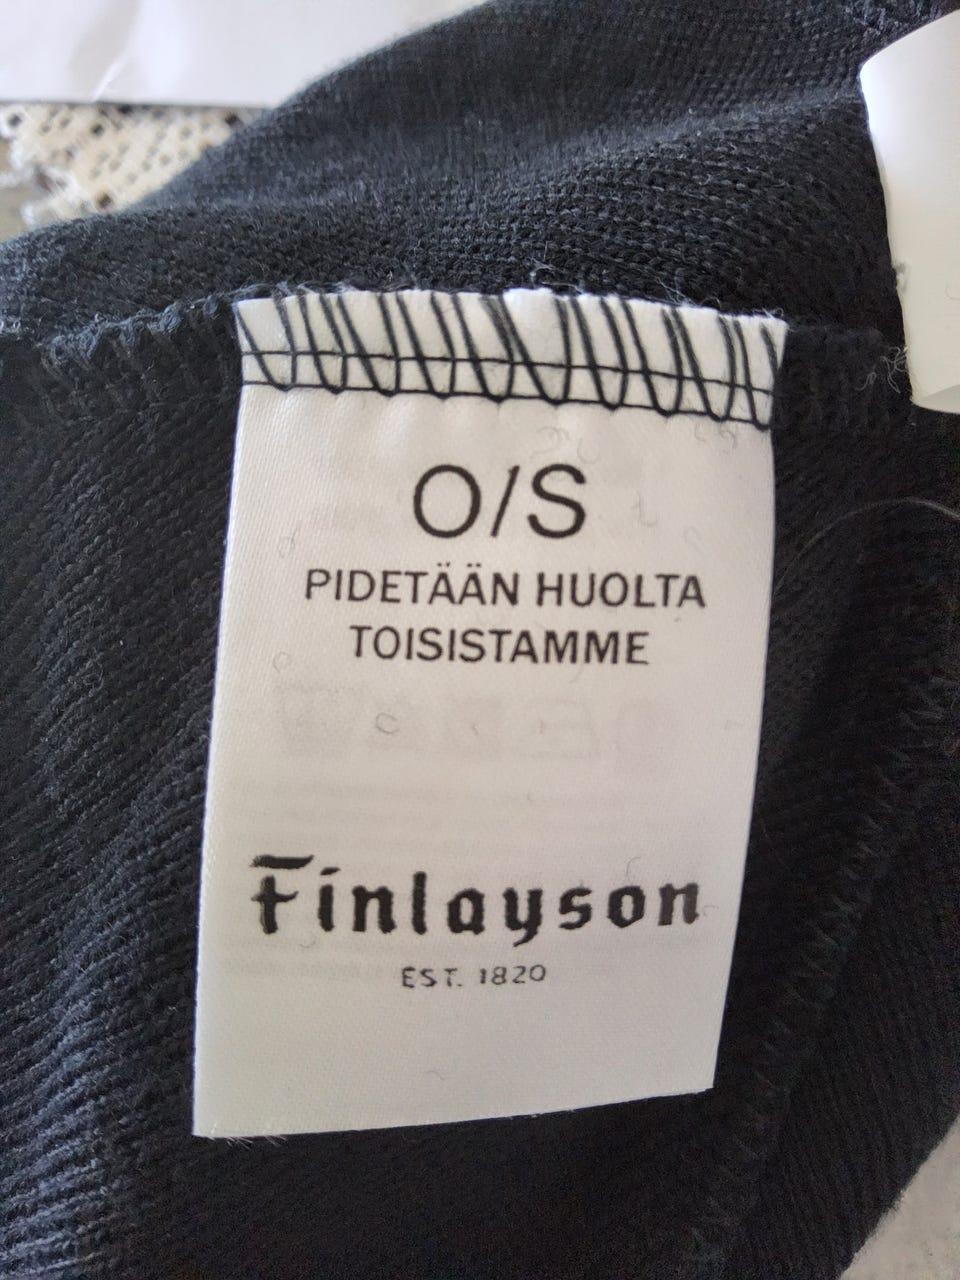 O/S
PIDETÄÄN HUOLTA
TOISISTAMME
Finlayson
EST. 1820